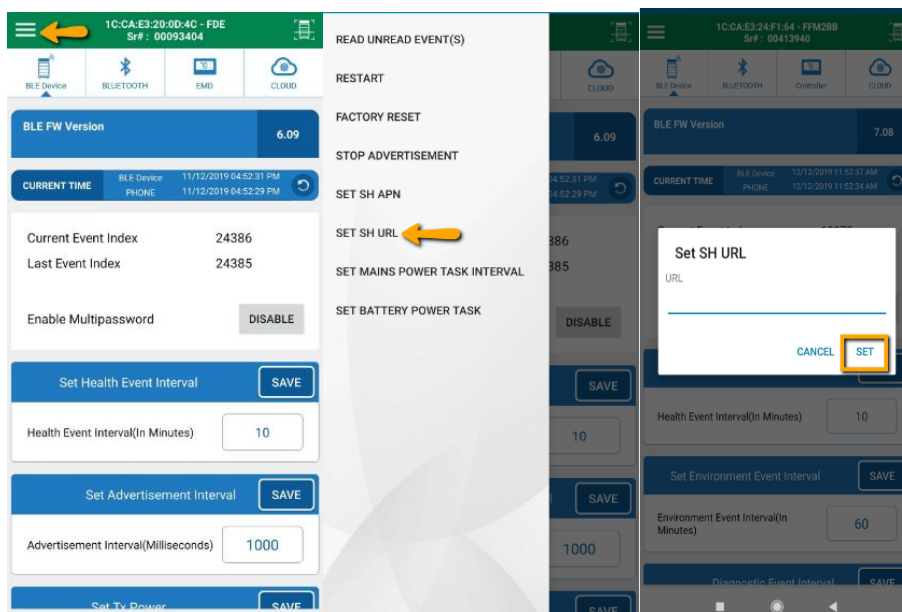 1C:CA:E3:20:0D:4C - FDE
Sr# : 00093404
BLE Device
BLUETOOTH
EMD
CLOUD
BLE FW Version
6.09
CURRENT TIME
BLE Device 11/12/2019 04:52:31 PM
PHONE 11/12/2019 04:52:29 PM
Current Event Index 24386
Last Event Index 24385
Enable Multipassword DISABLE
Set Health Event Interval SAVE
Health Event Interval(In Minutes) 10
Set Advertisement Interval SAVE
Advertisement Interval(Milliseconds) 1000
Set Tx Power SAVE
READ UNREAD EVENT(S)
RESTART
FACTORY RESET
STOP ADVERTISEMENT
SET SH APN
SET SH URL
SET MAINS POWER TASK INTERVAL
SET BATTERY POWER TASK
CLOUD
6.09
04:52:31 PM
04:52:29 PM
386
385
DISABLE
SAVE
10
SAVE
1000
SAVE
1C:CA:E3:24:F1:64 - FFM2BB
Sr# : 00413940
BLE Device
BLUETOOTH
Controller
CLOUD
BLE FW Version
7.08
CURRENT TIME
BLE Device 12/12/2019 11:52:37 AM
PHONE 12/12/2019 11:52:34 AM
Set SH URL
URL
CANCEL SET
Health Event Interval(In Minutes) 10
Set Environment Event Interval SAVE
Environment Event Interval(In
Minutes) 60
Diagnostic Event Interval SAVE